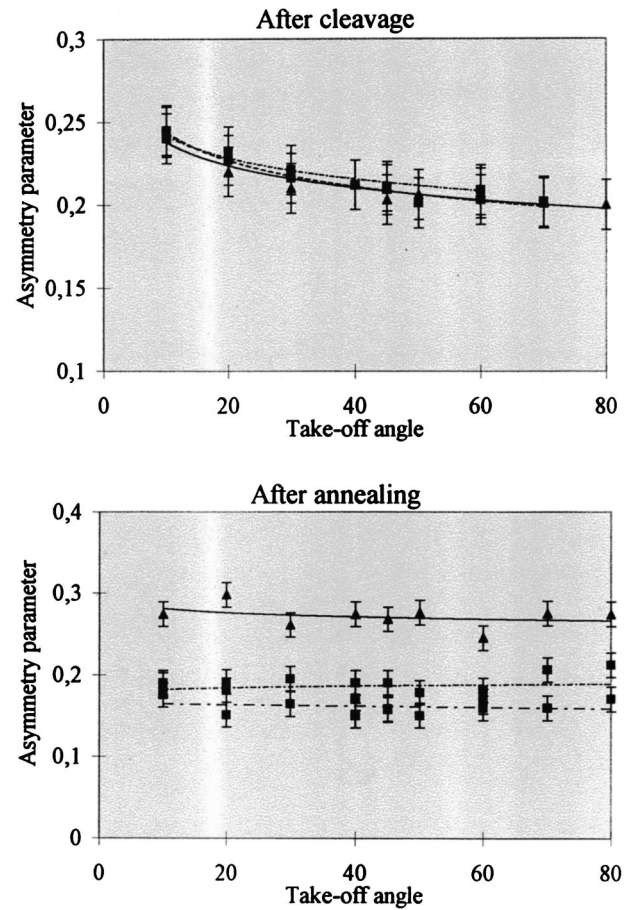 After cleavage
0,3
0,25
0,2
0,15
0,1
Asymmetry parameter
0 20 40 60 80
Take-off angle
After annealing
0,4
0,3
0,2
0,1
0
Asymmetry parameter
0 20 40 60 80
Take-off angle